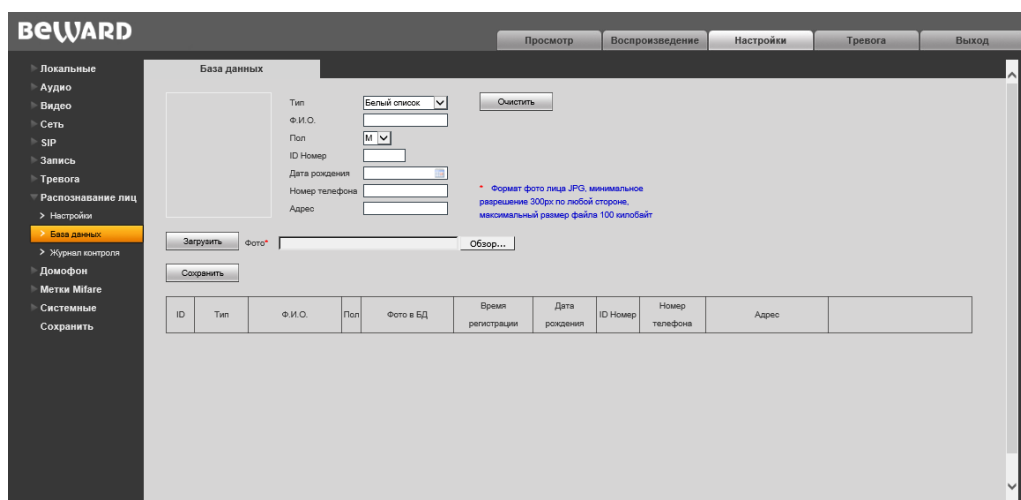 BEWARD
Просмотр Воспроизведение Настройки Тревога Выход
Локальные
Аудио
Видео
Сеть
SIP
Запись
Тревога
Распознавание лиц
> Настройки
> База данных
> Журнал контроля
Домофон
Метки Mifare
Системные
Сохранить
База данных
Тип Белый список Очистить
Ф.И.О.
Пол М
ID Номер
Дата рождения
Номер телефона
Адрес
* Формат фото лица JPG, минимальное
разрешение 300px по любой стороне,
максимальный размер файла 100 килобайт
Загрузить Фото* Обзор...
Сохранить
ID Тип Ф.И.О. Пол Фото в БД Время регистрации Дата рождения ID Номер Номер телефона Адрес